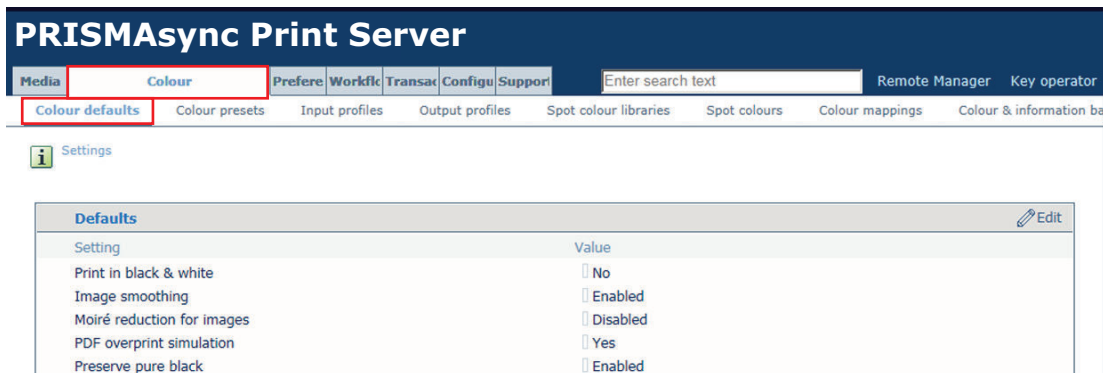 PRISMAsync Print Server
Media Colour Prefere Workflc Transac Configu Support Enter search text Remote Manager Key operator
Colour defaults Colour presets Input profiles Output profiles Spot colour libraries Spot colours Colour mappings Colour & information ba
i Settings
Defaults Edit
Setting Value
Print in black & white No
Image smoothing Enabled
Moiré reduction for images Disabled
PDF overprint simulation Yes
Preserve pure black Enabled